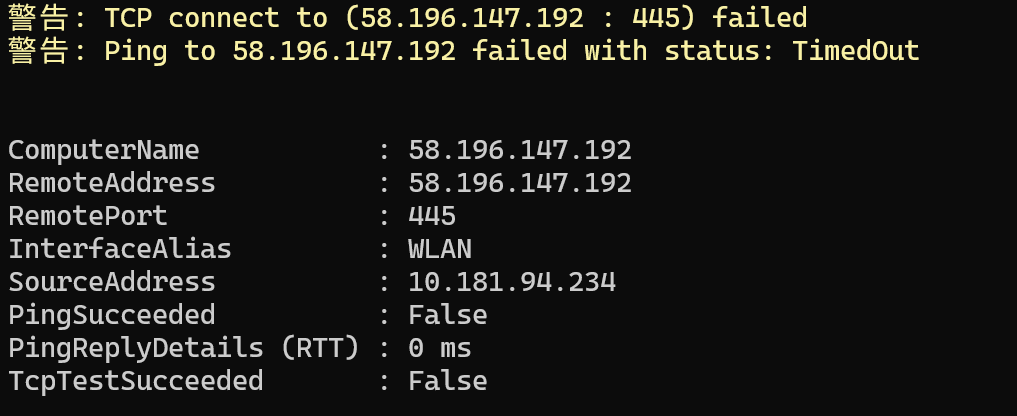 警告: TCP connect to (58.196.147.192 : 445) failed
警告: Ping to 58.196.147.192 failed with status: TimedOut
ComputerName : 58.196.147.192
RemoteAddress : 58.196.147.192
RemotePort : 445
InterfaceAlias : WLAN
SourceAddress : 10.181.94.234
PingSucceeded : False
PingReplyDetails (RTT) : 0 ms
TcpTestSucceeded : False